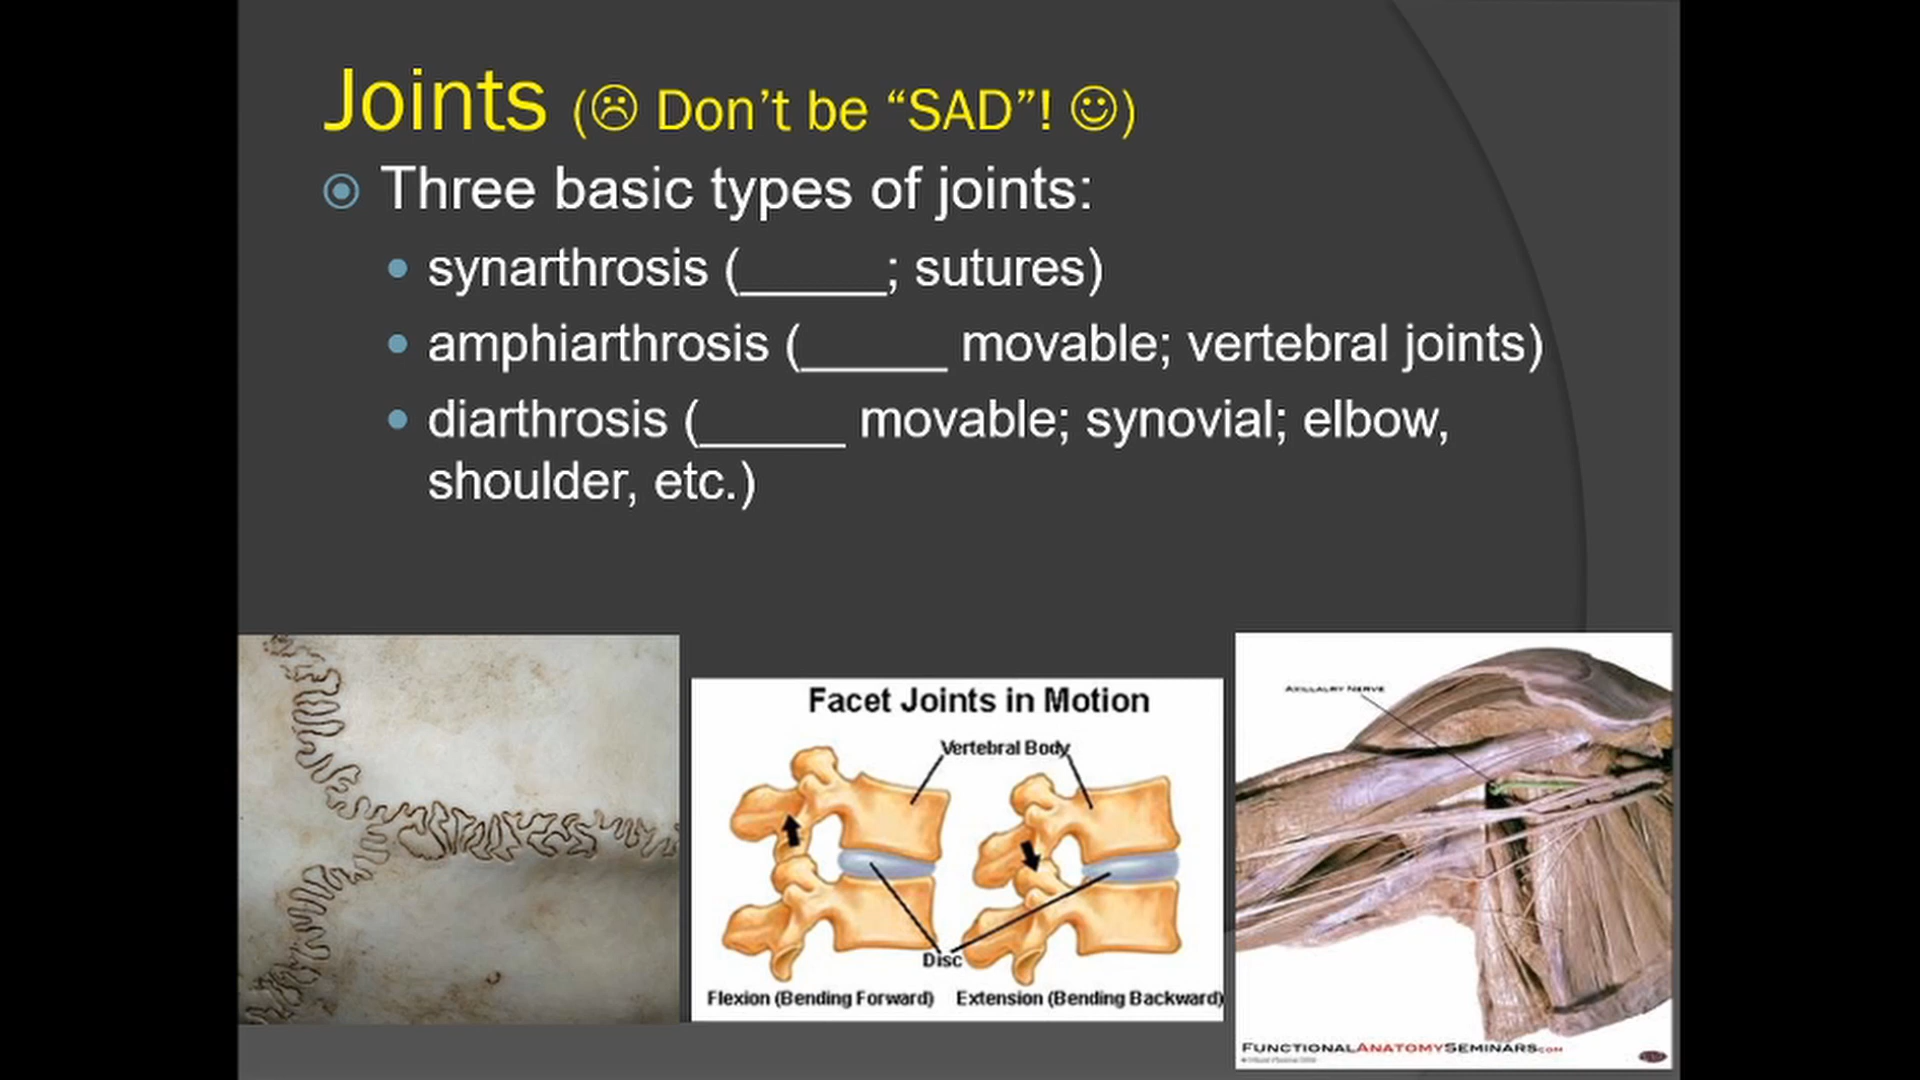 Joints (☹ Don't be “SAD”! ☺)
Three basic types of joints:
synarthrosis (_____; sutures)
amphiarthrosis (_____ movable; vertebral joints)
diarthrosis (_____ movable; synovial; elbow,
shoulder, etc.)
Facet Joints in Motion
Vertebral Body
Disc
Flexion (Bending Forward)
Extension (Bending Backward)
AXILLALRY NERVE
FUNCTIONALANATOMYSEMINARS.COM